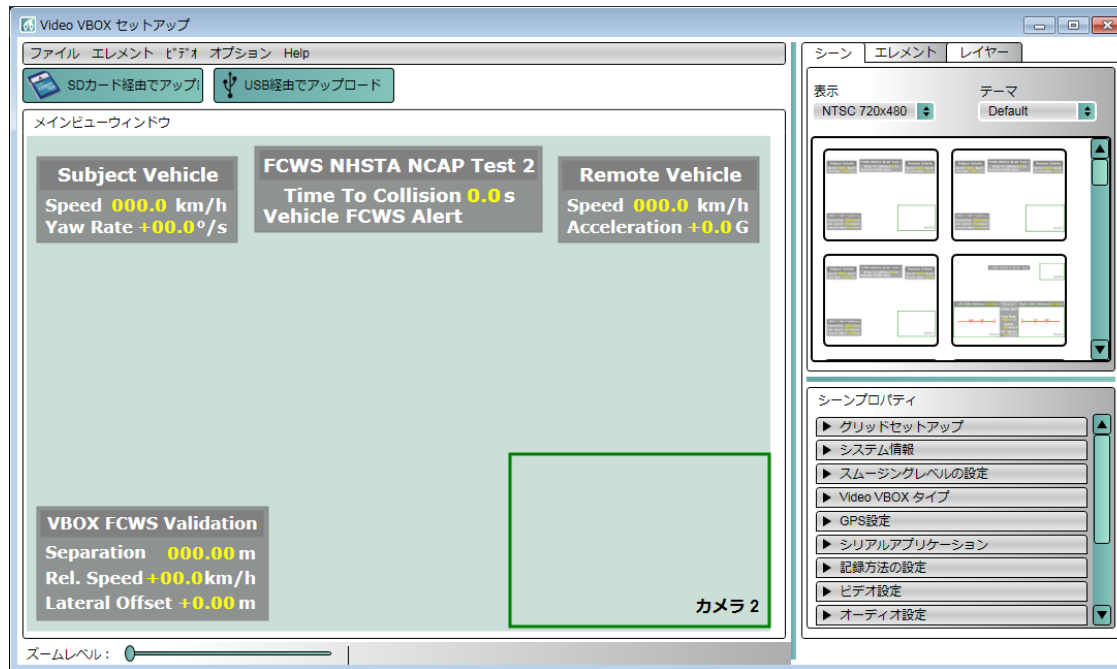 Video VBOX セットアップ
ファイル エレメント ビデオ オプション Help
SDカード経由でアップl
USB経由でアップロード
メインビューウィンドウ
Subject Vehicle
Speed 000.0 km/h
Yaw Rate +00.0°/s
FCWS NHSTA NCAP Test 2
Time To Collision 0.0 s
Vehicle FCWS Alert
Remote Vehicle
Speed 000.0 km/h
Acceleration +0.0 G
VBOX FCWS Validation
Separation 000.00 m
Rel. Speed +00.0 km/h
Lateral Offset +0.00 m
カメラ 2
ズームレベル :
シーン エレメント レイヤー
表示 テーマ
NTSC 720x480 Default
シーンプロパティ
グリッドセットアップ
システム情報
スムージングレベルの設定
Video VBOX タイプ
GPS設定
シリアルアプリケーション
記録方法の設定
ビデオ設定
オーディオ設定